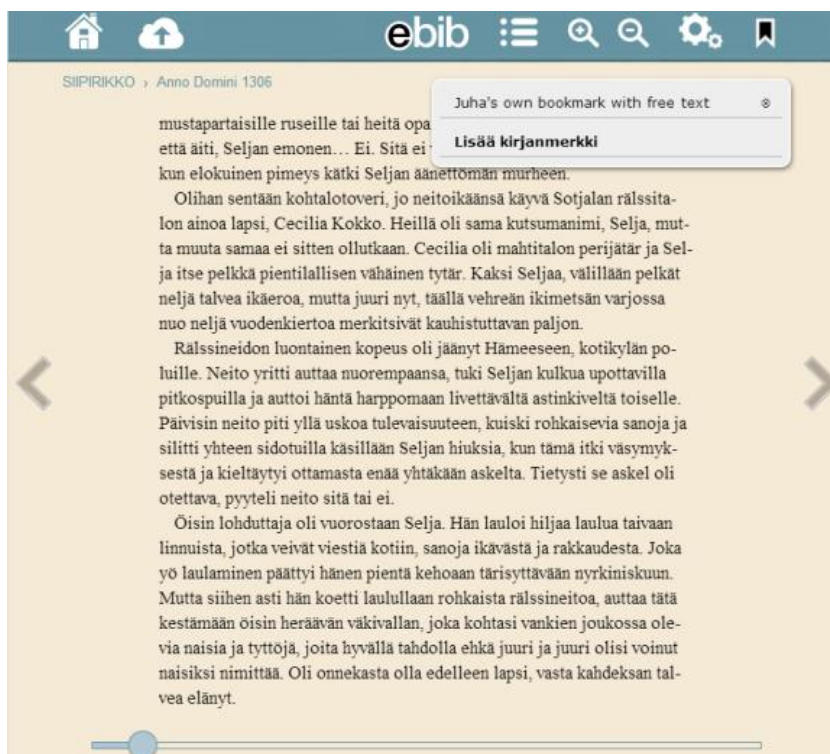 ebib
SIIPIRIKKO › Anno Domini 1306
Juha's own bookmark with free text
Lisää kirjanmerkki
mustapartaisille ruseille tai heitä opa
että äiti, Seljan emonen… Ei. Sitä ei
kun elokuinen pimeys kätki Seljan äänettömän murheen.
Olihan sentään kohtalotoveri, jo neitoikäänsä käyvä Sotjalan rälssita-
lon ainoa lapsi, Cecilia Kokko. Heillä oli sama kutsumanimi, Selja, mut-
ta muuta samaa ei sitten ollutkaan. Cecilia oli mahtitalon perijätär ja Sel-
ja itse pelkkä pientilallisen vähäinen tytär. Kaksi Seljaa, välillään pelkät
neljä talvea ikäeroa, mutta juuri nyt, täällä vehreän ikimetsän varjossa
nuo neljä vuodenkiertoa merkitsivät kauhistuttavan paljon.
Rälssineidon luontainen kopeus oli jäänyt Hämeeseen, kotikylän po-
luille. Neito yritti auttaa nuorempaansa, tuki Seljan kulkua upottavilla
pitkospuilla ja auttoi häntä harppomaan livettävältä astinkiveltä toiselle.
Päivisin neito piti yllä uskoa tulevaisuuteen, kuiski rohkaisevia sanoja ja
silitti yhteen sidotuilla käsillään Seljan hiuksia, kun tämä itki väsymyk-
sestä ja kieltäytyi ottamasta enää yhtäkään askelta. Tietysti se askel oli
otettava, pyyteli neito sitä tai ei.
Öisin lohduttaja oli vuorostaan Selja. Hän lauloi hiljaa laulua taivaan
linnuista, jotka veivät viestiä kotiin, sanoja ikävästä ja rakkaudesta. Joka
yö laulaminen päättyi hänen pientä kehoaan tärisyttävään nyrkiniskuun.
Mutta siihen asti hän koetti laulullaan rohkaista rälssineitoa, auttaa tätä
kestämään öisin heräävän väkivallan, joka kohtasi vankien joukossa ole-
via naisia ja tyttöjä, joita hyvällä tahdolla ehkä juuri ja juuri olisi voinut
naisiksi nimittää. Oli onnekasta olla edelleen lapsi, vasta kahdeksan tal-
vea elänyt.